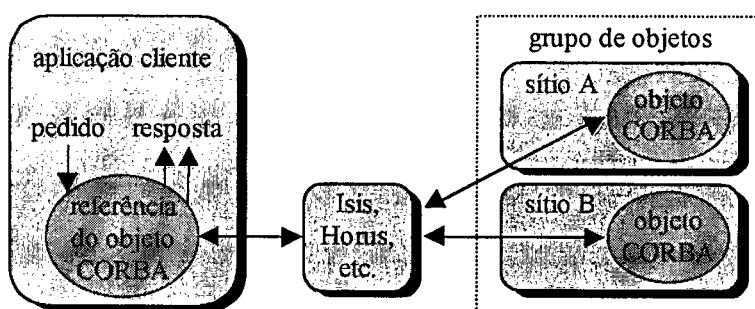 aplicação cliente
pedido
resposta
referência
do objeto
CORBA
Isis,
Horus,
etc.
grupo de objetos
sítio A
objeto
CORBA
sítio B
objeto
CORBA